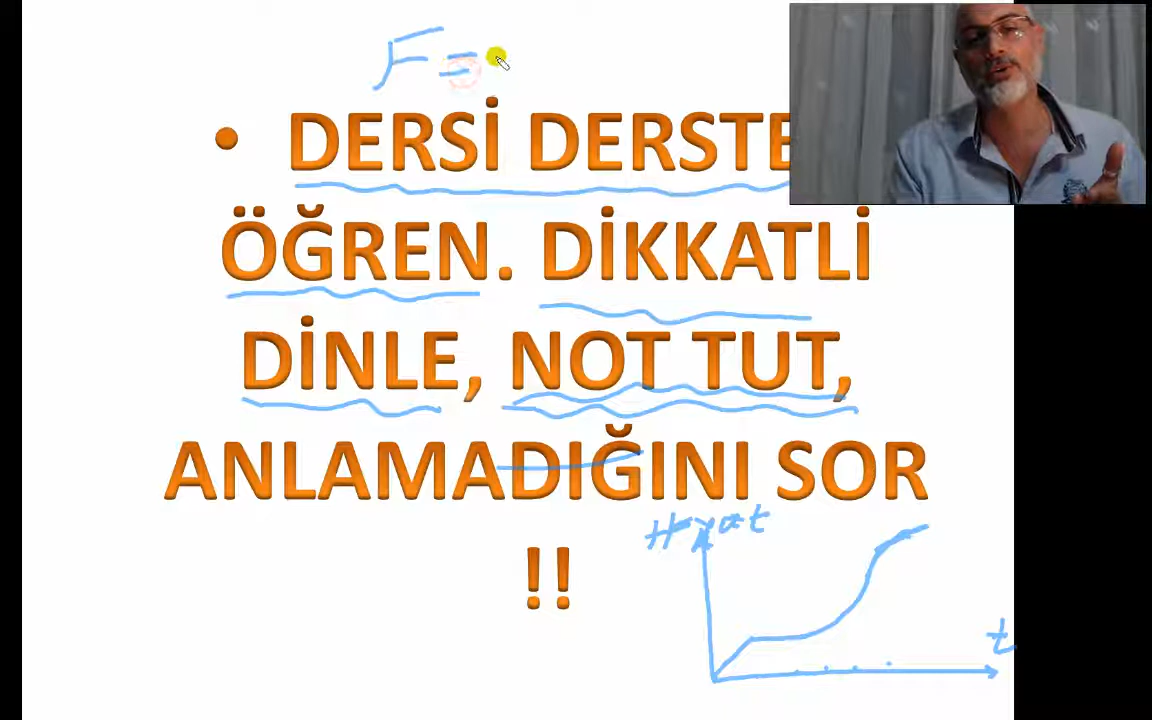 F =
• DERSİ DERSTE
ÖĞREN. DİKKATLİ
DİNLE, NOT TUT,
ANLAMADIĞINI SOR
!!
Hayat
t